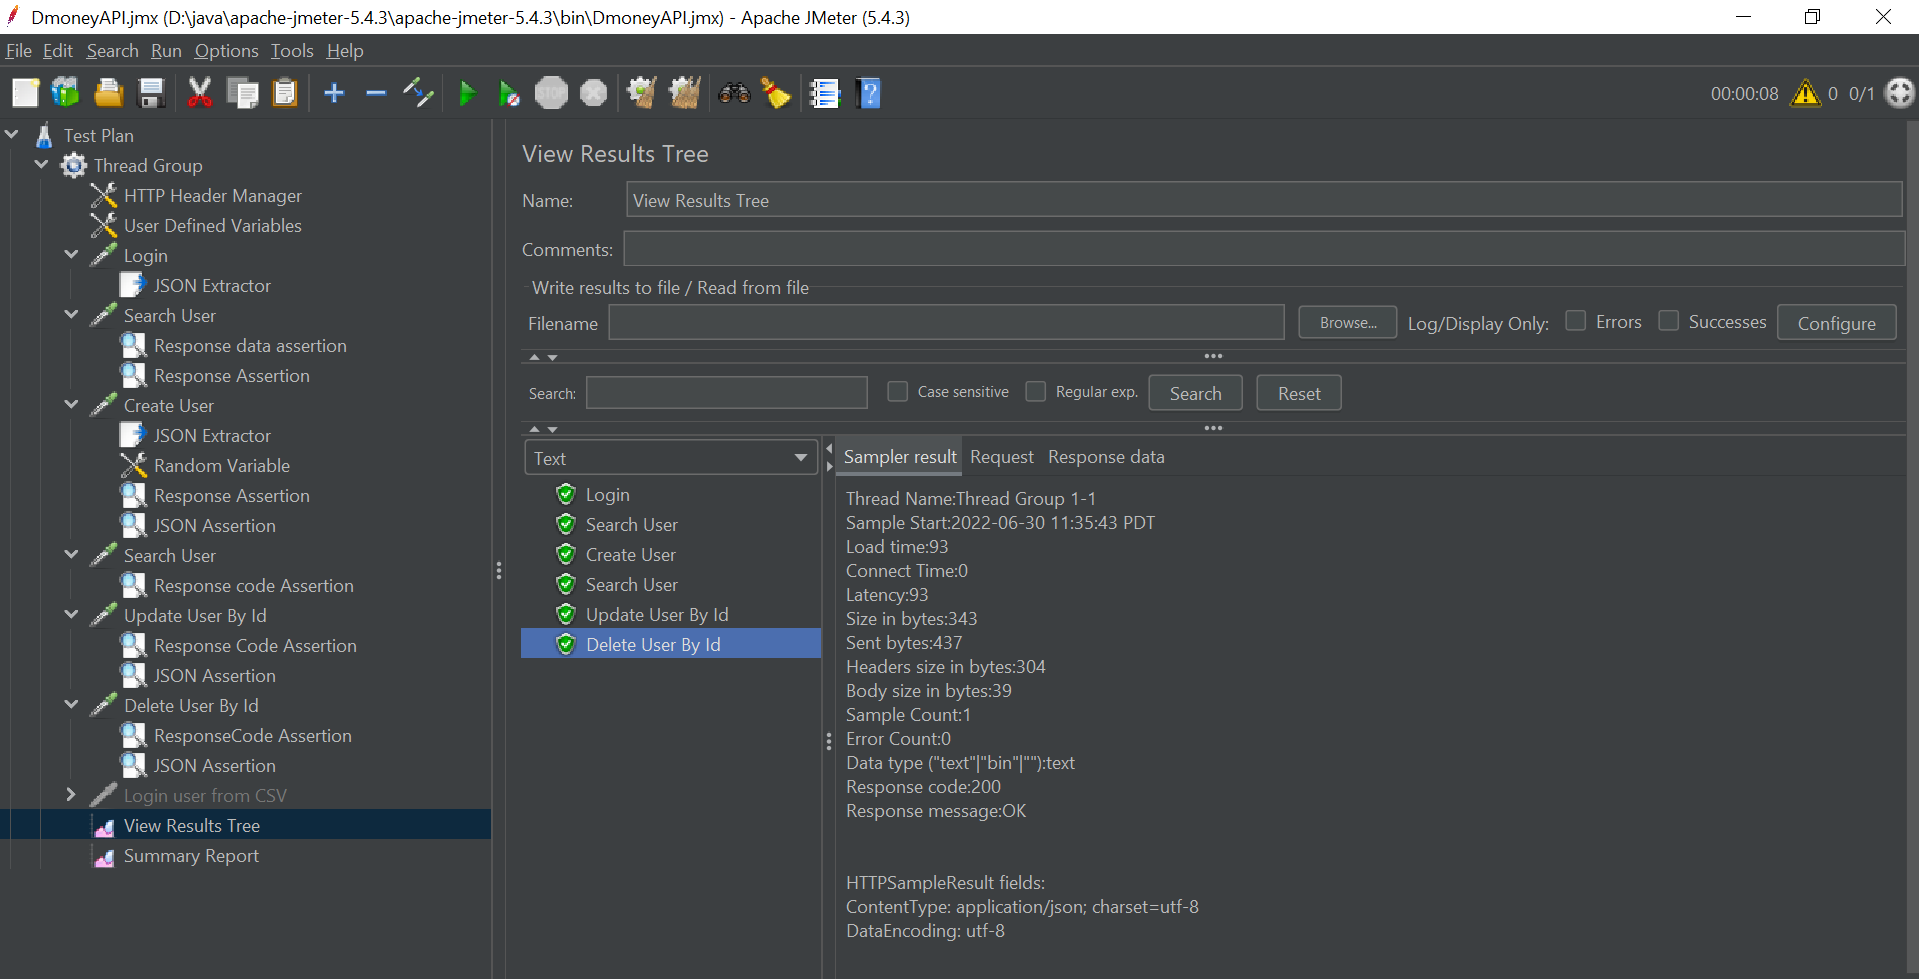 DmoneyAPI.jmx (D:\java\apache-jmeter-5.4.3\apache-jmeter-5.4.3\bin\DmoneyAPI.jmx) - Apache JMeter (5.4.3)
File Edit Search Run Options Tools Help
STOP 00:00:08 0 0/1
Test Plan
Thread Group
HTTP Header Manager
User Defined Variables
Login
JSON Extractor
Search User
Response data assertion
Response Assertion
Create User
JSON Extractor
Random Variable
Response Assertion
JSON Assertion
Search User
Response code Assertion
Update User By Id
Response Code Assertion
JSON Assertion
Delete User By Id
ResponseCode Assertion
JSON Assertion
Login user from CSV
View Results Tree
Summary Report
View Results Tree
Name: View Results Tree
Comments:
Write results to file / Read from file
Filename Browse... Log/Display Only: Errors Successes Configure
Search: Case sensitive Regular exp. Search Reset
Text
Login
Search User
Create User
Search User
Update User By Id
Delete User By Id
Sampler result Request Response data
Thread Name:Thread Group 1-1
Sample Start:2022-06-30 11:35:43 PDT
Load time:93
Connect Time:0
Latency:93
Size in bytes:343
Sent bytes:437
Headers size in bytes:304
Body size in bytes:39
Sample Count:1
Error Count:0
Data type ("text"|"bin"|""):text
Response code:200
Response message:OK
HTTPSampleResult fields:
ContentType: application/json; charset=utf-8
DataEncoding: utf-8